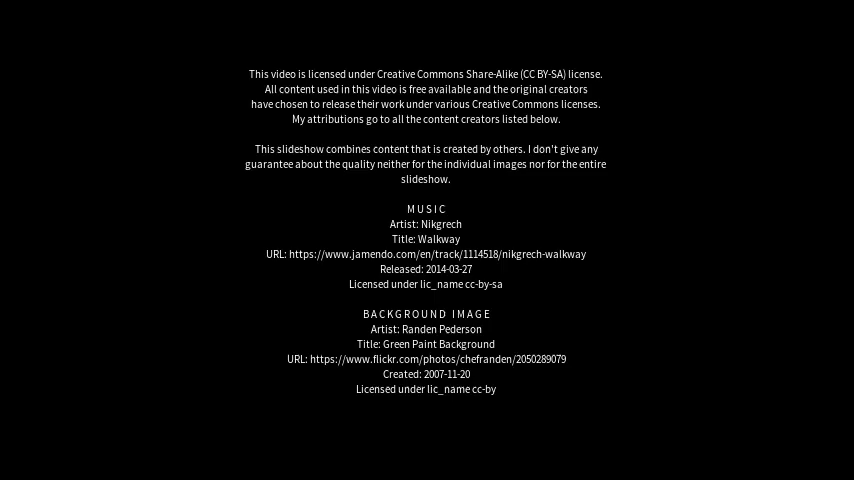 This video is licensed under Creative Commons Share-Alike (CC BY-SA) license.
All content used in this video is free available and the original creators
have chosen to release their work under various Creative Commons licenses.
My attributions go to all the content creators listed below.
This slideshow combines content that is created by others. I don't give any
guarantee about the quality neither for the individual images nor for the entire
slideshow.
MUSIC
Artist: Nikgrech
Title: Walkway
URL: https://www.jamendo.com/en/track/1114518/nikgrech-walkway
Released: 2014-03-27
Licensed under lic_name cc-by-sa
BACKGROUND IMAGE
Artist: Randen Pederson
Title: Green Paint Background
URL: https://www.flickr.com/photos/chefranden/2050289079
Created: 2007-11-20
Licensed under lic_name cc-by